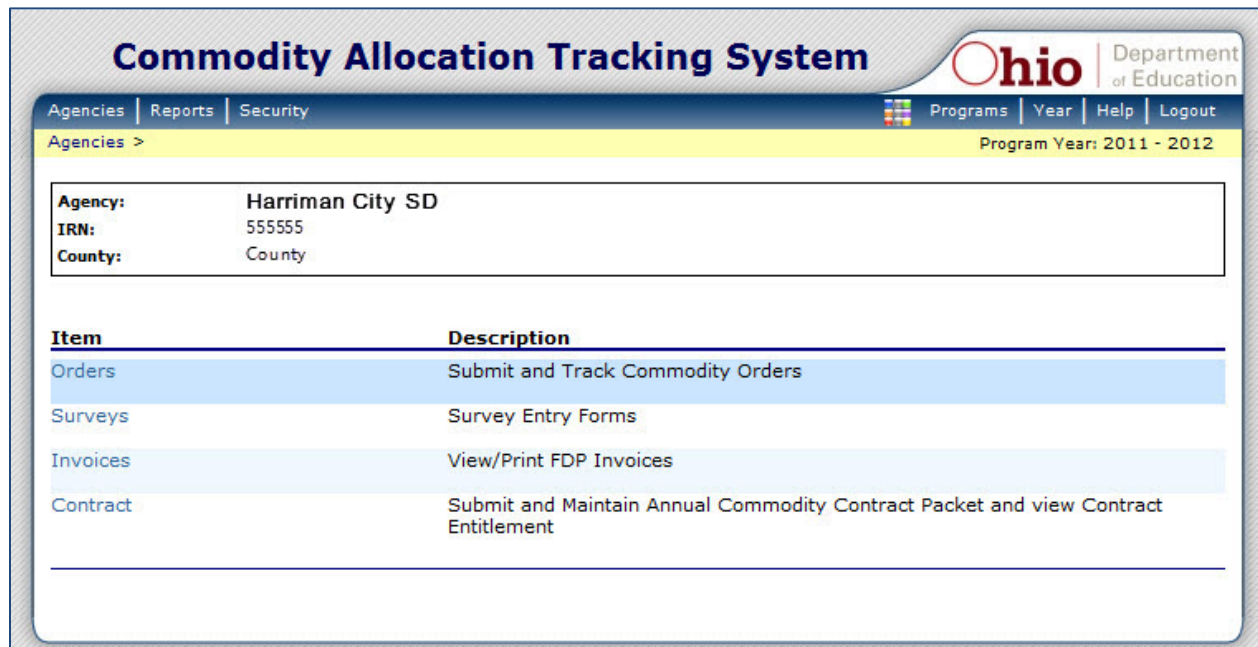 Commodity Allocation Tracking System
Ohio Department of Education
Agencies | Reports | Security Programs | Year | Help | Logout
Agencies > Program Year: 2011 - 2012
Agency: Harriman City SD
IRN: 555555
County: County
Item Description
Orders Submit and Track Commodity Orders
Surveys Survey Entry Forms
Invoices View/Print FDP Invoices
Contract Submit and Maintain Annual Commodity Contract Packet and view Contract
Entitlement